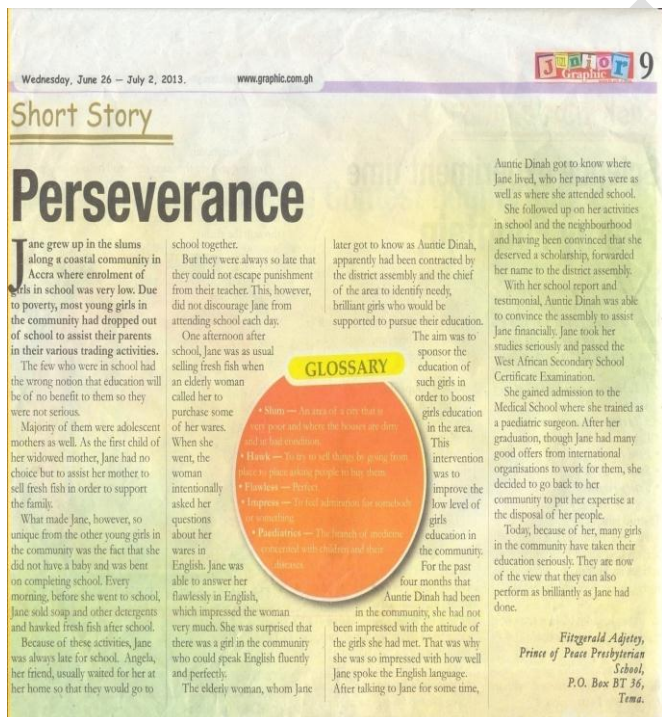 Wednesday, June 26 – July 2, 2013.
www.graphic.com.gh
Junior
Graphic
9
Short Story
Perseverance
Jane grew up in the slums
along a coastal community in
Accra where enrolment of
girls in school was very low. Due
to poverty, most young girls in
the community had dropped out
of school to assist their parents
in their various trading activities.
The few who were in school had
the wrong notion that education will
be of no benefit to them so they
were not serious.
Majority of them were adolescent
mothers as well. As the first child of
her widowed mother, Jane had no
choice but to assist her mother to
sell fresh fish in order to support
the family.
What made Jane, however, so
unique from the other young girls in
the community was the fact that she
did not have a baby and was bent
on completing school. Every
morning, before she went to school,
Jane sold soap and other detergents
and hawked fresh fish after school.
Because of these activities, Jane
was always late for school. Angela,
her friend, usually waited for her at
her home so that they would go to
school together.
But they were always so late that
they could not escape punishment
from their teacher. This, however,
did not discourage Jane from
attending school each day.
One afternoon after
school, Jane was as usual
selling fresh fish when
an elderly woman
called her to
purchase some
of her wares.
When she
went, the
woman
intentionally
asked her
questions
about her
wares in
English. Jane was
able to answer her
flawlessly in English,
which impressed the woman
very much. She was surprised that
there was a girl in the community
who could speak English fluently
and perfectly.
The elderly woman, whom Jane
later got to know as Auntie Dinah,
apparently had been contracted by
the district assembly and the chief
of the area to identify needy,
brilliant girls who would be
supported to pursue their education.
The aim was to
sponsor the
education of
such girls in
order to boost
girls education
in the area.
This
intervention
was to
improve the
low level of
girls
education in
the community.
For the past
four months that
Auntie Dinah had been
in the community, she had not
been impressed with the attitude of
the girls she had met. That was why
she was so impressed with how well
Jane spoke the English language.
After talking to Jane for some time,
Auntie Dinah got to know where
Jane lived, who her parents were as
well as where she attended school.
She followed up on her activities
in school and the neighbourhood
and having been convinced that she
deserved a scholarship, forwarded
her name to the district assembly.
With her school report and
testimonial, Auntie Dinah was able
to convince the assembly to assist
Jane financially. Jane took her
studies seriously and passed the
West African Secondary School
Certificate Examination.
She gained admission to the
Medical School where she trained as
a paediatric surgeon. After her
graduation, though Jane had many
good offers from international
organisations to work for them, she
decided to go back to her
community to put her expertise at
the disposal of her people.
Today, because of her, many girls
in the community have taken their
education seriously. They are now
of the view that they can also
perform as brilliantly as Jane had
done.
Fitzgerald Adjetey,
Prince of Peace Presbyterian
School,
P.O. Box BT 36,
Tema.
GLOSSARY
• Slum — An area of a city that is
very poor and where the houses are dirty
and in bad condition.
• Hawk — To try to sell things by going from
place to place asking people to buy them.
• Flawless — Perfect.
• Impress — To feel admiration for somebody
or something
• Paediatrics — The branch of medicine
concerned with children and their
diseases.